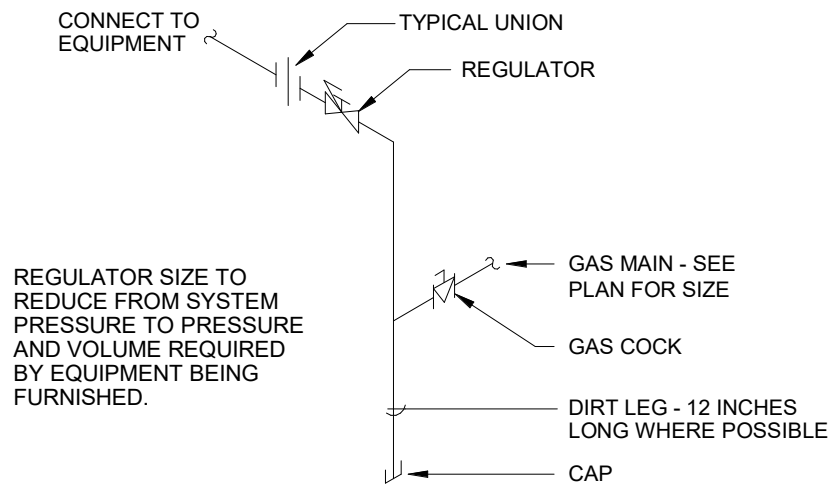 CONNECT TO
EQUIPMENT
TYPICAL UNION
REGULATOR
REGULATOR SIZE TO
REDUCE FROM SYSTEM
PRESSURE TO PRESSURE
AND VOLUME REQUIRED
BY EQUIPMENT BEING
FURNISHED.
GAS MAIN - SEE
PLAN FOR SIZE
GAS COCK
DIRT LEG - 12 INCHES
LONG WHERE POSSIBLE
CAP